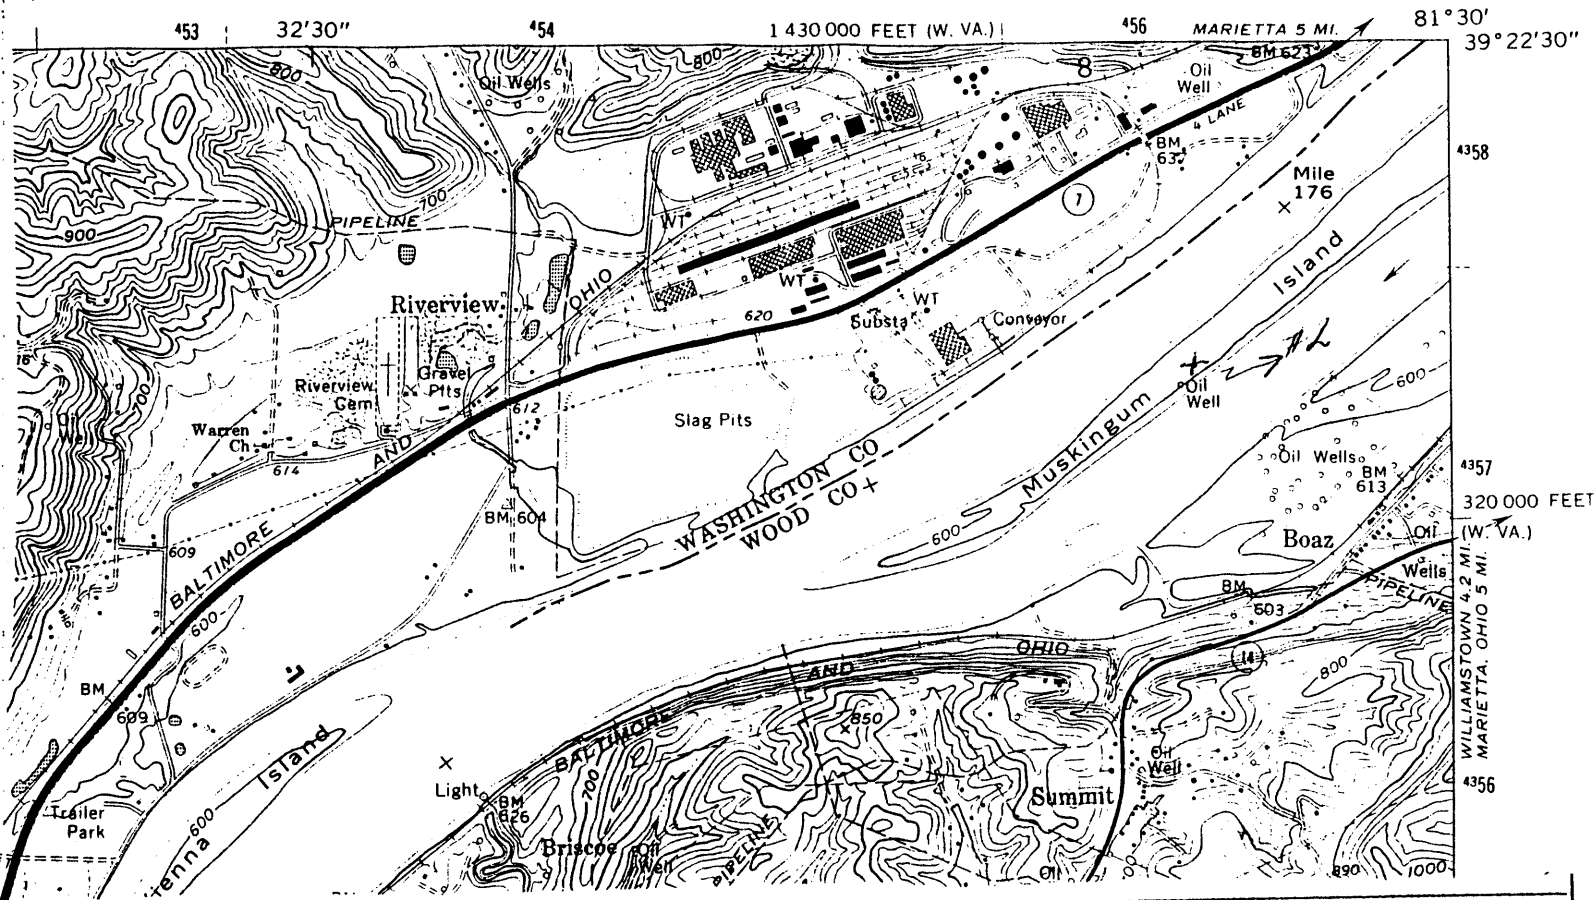 453 32'30" 454 1 430 000 FEET (W. VA.) 456 MARIETTA 5 MI. 81°30'
39°22'30"
BM 623
800
Oil Wells
800
8
Oil
Well
4 LANE
4358
BM
Mile
176
7
700
PIPELINE
WT
900
Island
OHIO
WT
WT
Riverview
620
Substa
Conveyor
#2
Oil
Well
Gravel
Pits
Riverview
Cem
700
600
612
Slag Pits
Warren
Ch
614
AND
Muskingum
Oil Wells
BM
613
4357
WASHINGTON CO
WOOD CO
320 000 FEET
(W. VA.)
BM 604
600
Boaz
Oil
Wells
609
BALTIMORE
BM
603
PIPELINE
600
OHIO
14
AND
800
WILLIAMSTOWN 4.2 MI.
MARIETTA, OHIO 5 MI.
BM
609
850
BALTIMORE
Island
Oil
Well
700
Light
BM
626
Summit
4356
Trailer
Park
600
Briscoe
Oil
Well
PIPELINE
Oil
890
1000
ienna